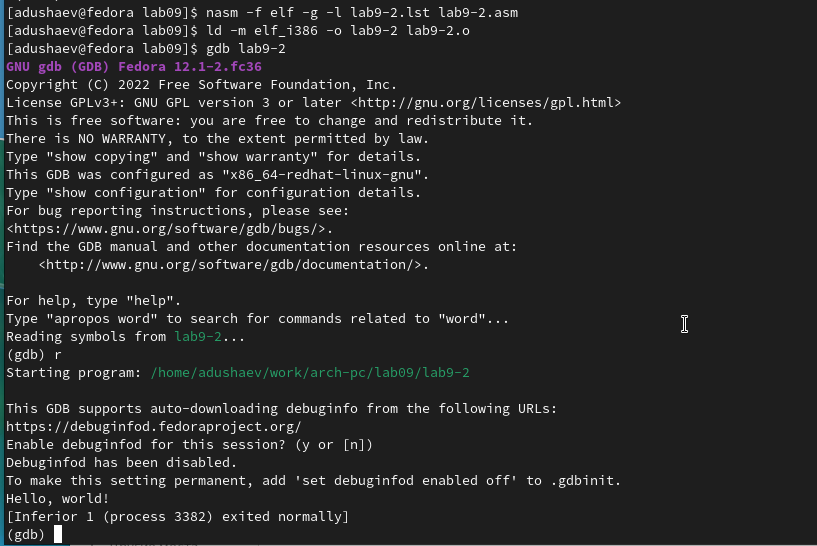 [adushaev@fedora lab09]$ nasm -f elf -g -l lab9-2.lst lab9-2.asm
[adushaev@fedora lab09]$ ld -m elf_i386 -o lab9-2 lab9-2.o
[adushaev@fedora lab09]$ gdb lab9-2
GNU gdb (GDB) Fedora 12.1-2.fc36
Copyright (C) 2022 Free Software Foundation, Inc.
License GPLv3+: GNU GPL version 3 or later <http://gnu.org/licenses/gpl.html>
This is free software: you are free to change and redistribute it.
There is NO WARRANTY, to the extent permitted by law.
Type "show copying" and "show warranty" for details.
This GDB was configured as "x86_64-redhat-linux-gnu".
Type "show configuration" for configuration details.
For bug reporting instructions, please see:
<https://www.gnu.org/software/gdb/bugs/>.
Find the GDB manual and other documentation resources online at:
    <http://www.gnu.org/software/gdb/documentation/>.

For help, type "help".
Type "apropos word" to search for commands related to "word"...
Reading symbols from lab9-2...
(gdb) r
Starting program: /home/adushaev/work/arch-pc/lab09/lab9-2

This GDB supports auto-downloading debuginfo from the following URLs:
https://debuginfod.fedoraproject.org/
Enable debuginfod for this session? (y or [n])
Debuginfod has been disabled.
To make this setting permanent, add 'set debuginfod enabled off' to .gdbinit.
Hello, world!
[Inferior 1 (process 3382) exited normally]
(gdb)